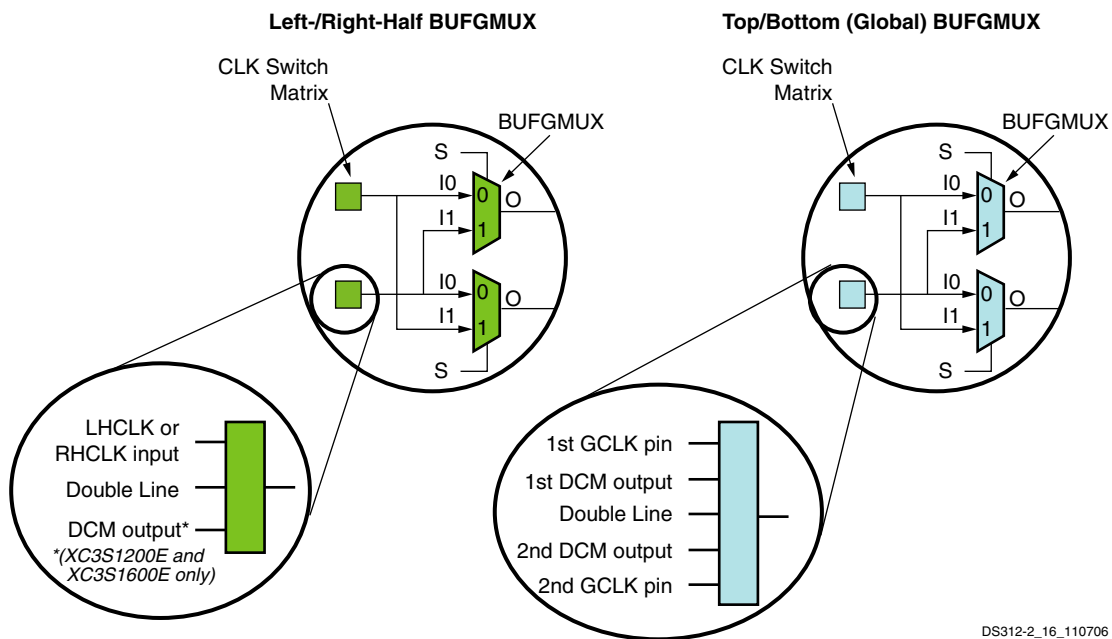 Left-/Right-Half BUFGMUX
CLK Switch
Matrix
BUFGMUX
S
I0
0
O
I1
1
I0
0
O
I1
1
S
LHCLK or
RHCLK input
Double Line
DCM output*
*(XC3S1200E and
XC3S1600E only)
Top/Bottom (Global) BUFGMUX
CLK Switch
Matrix
BUFGMUX
S
I0
0
O
I1
1
I0
0
O
I1
1
S
1st GCLK pin
1st DCM output
Double Line
2nd DCM output
2nd GCLK pin
DS312-2_16_110706